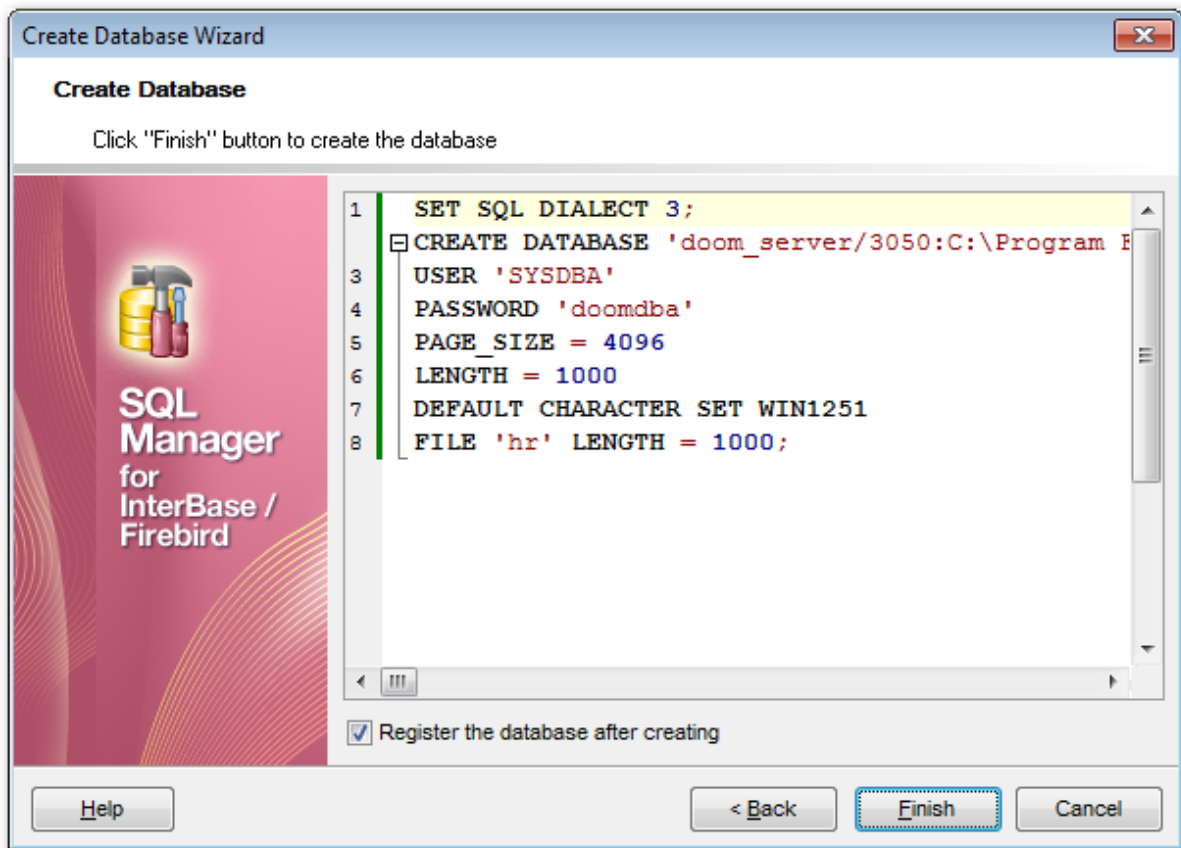 Create Database Wizard
Create Database
Click "Finish" button to create the database
1 SET SQL DIALECT 3;
CREATE DATABASE 'doom_server/3050:C:\Program
3 USER 'SYSDBA'
4 PASSWORD 'doomdba'
5 PAGE_SIZE = 4096
6 LENGTH = 1000
7 DEFAULT CHARACTER SET WIN1251
8 FILE 'hr' LENGTH = 1000;
SQL
Manager
for
InterBase /
Firebird
Register the database after creating
Help
< Back
Finish
Cancel